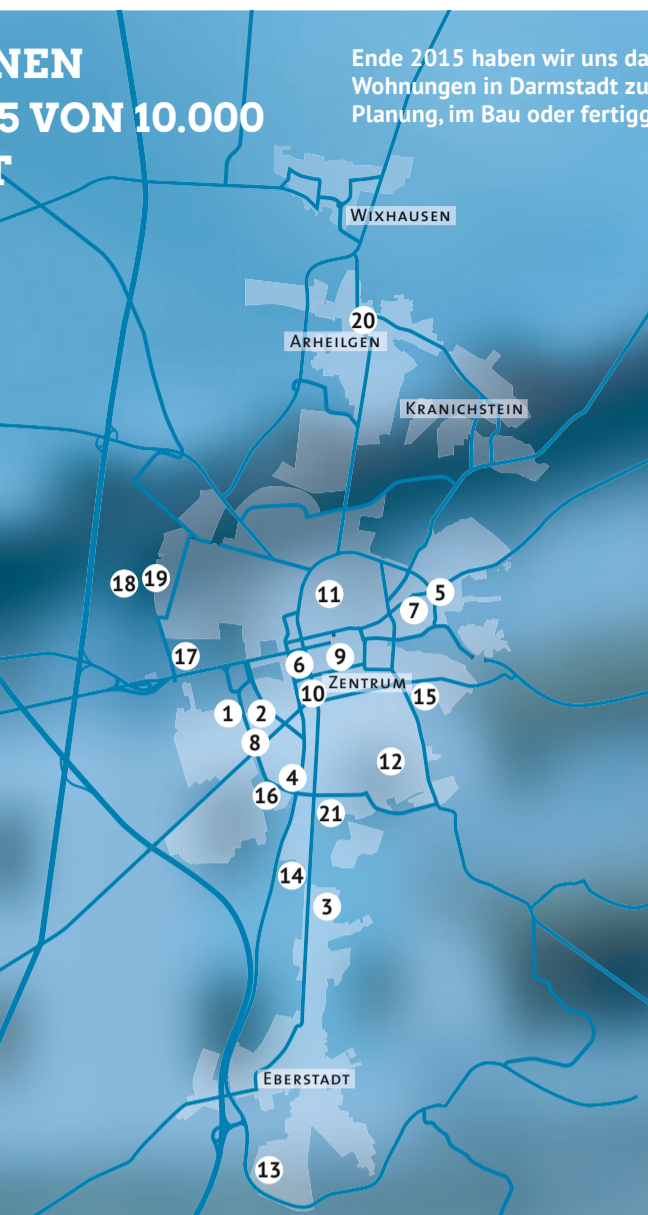 NEN
5 VON 10.000
T
Ende 2015 haben wir uns da
Wohnungen in Darmstadt zu
Planung, im Bau oder fertigg
WIXHAUSEN
20
ARHEILGEN
KRANICHSTEIN
18
19
11
5
7
17
6
9
10
ZENTRUM
15
1
2
8
12
4
16
21
14
3
EBERSTADT
13